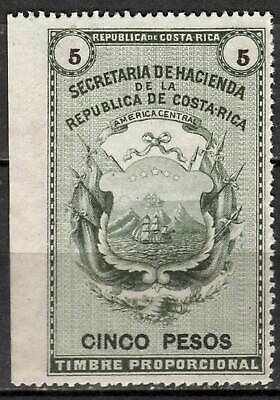 REPUBLICA DE COSTA-RICA
5 5
SECRETARIA DE HACIENDA
DE LA
REPUBLICA DE COSTA-RICA
AMERICA CENTRAL
CINCO PESOS
TIMBRE PROPORCIONAL